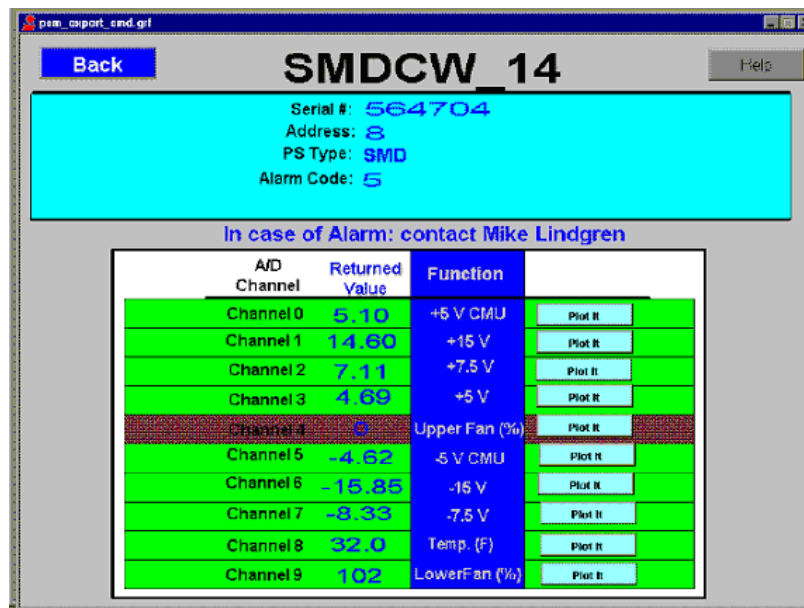 psm_export_smd.grf
Back
SMDCW_14
Help
Serial #: 564704
Address: 8
PS Type: SMD
Alarm Code: 5
In case of Alarm: contact Mike Lindgren
A/D Channel Returned Value Function
Channel 0 5.10 +5 V CMU Plot It
Channel 1 14.60 +15 V Plot It
Channel 2 7.11 +7.5 V Plot It
Channel 3 4.69 +5 V Plot It
Channel 4 0 Upper Fan (%) Plot It
Channel 5 -4.62 -5 V CMU Plot It
Channel 6 -15.85 -15 V Plot It
Channel 7 -8.33 -7.5 V Plot It
Channel 8 32.0 Temp. (F) Plot It
Channel 9 102 LowerFan (%) Plot It